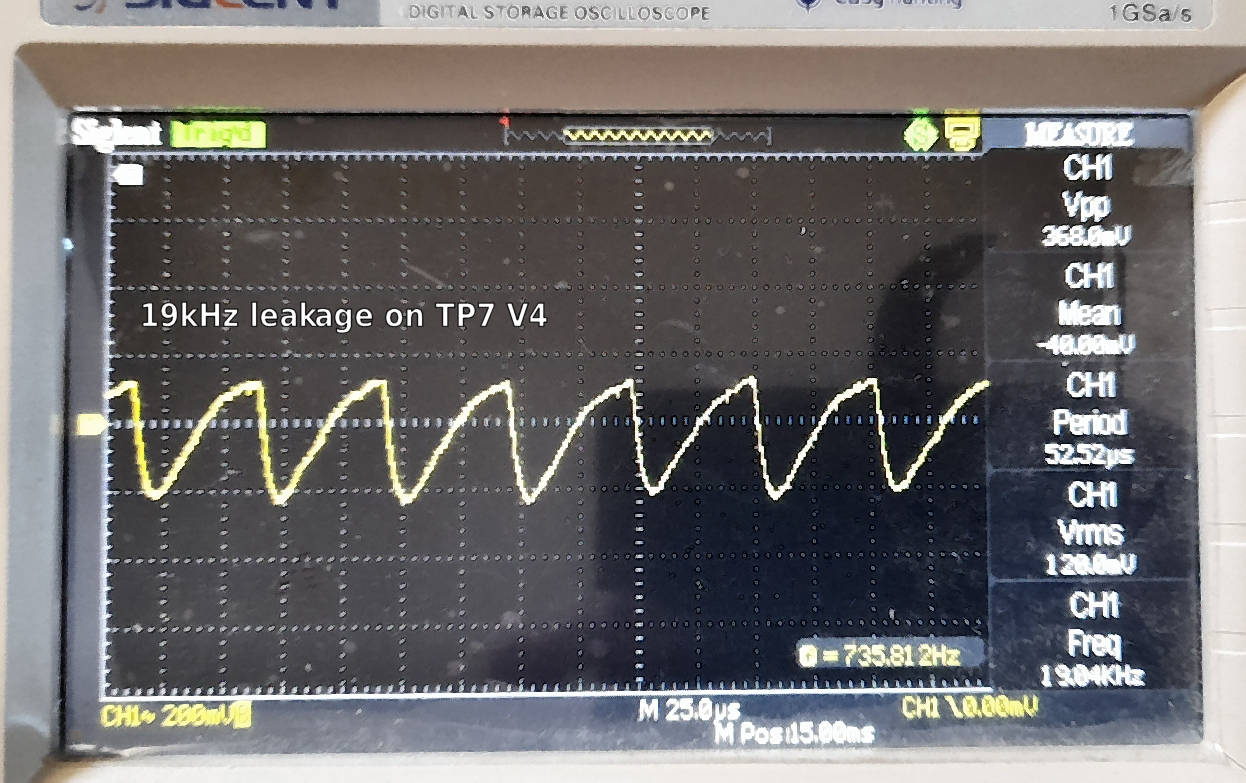 SIGLENT
DIGITAL STORAGE OSCILLOSCOPE
1GSa/s
Siglent Trig'd
MEASURE
CH1
Vpp
368.0mV
CH1
Mean
-40.00mV
CH1
Period
52.52µs
CH1
Vrms
120.0mV
CH1
Freq
19.04KHz
19kHz leakage on TP7 V4
= 735.812Hz
CH1~ 200mV
M 25.0µs
M Pos:15.00ms
CH1 \0.00mV